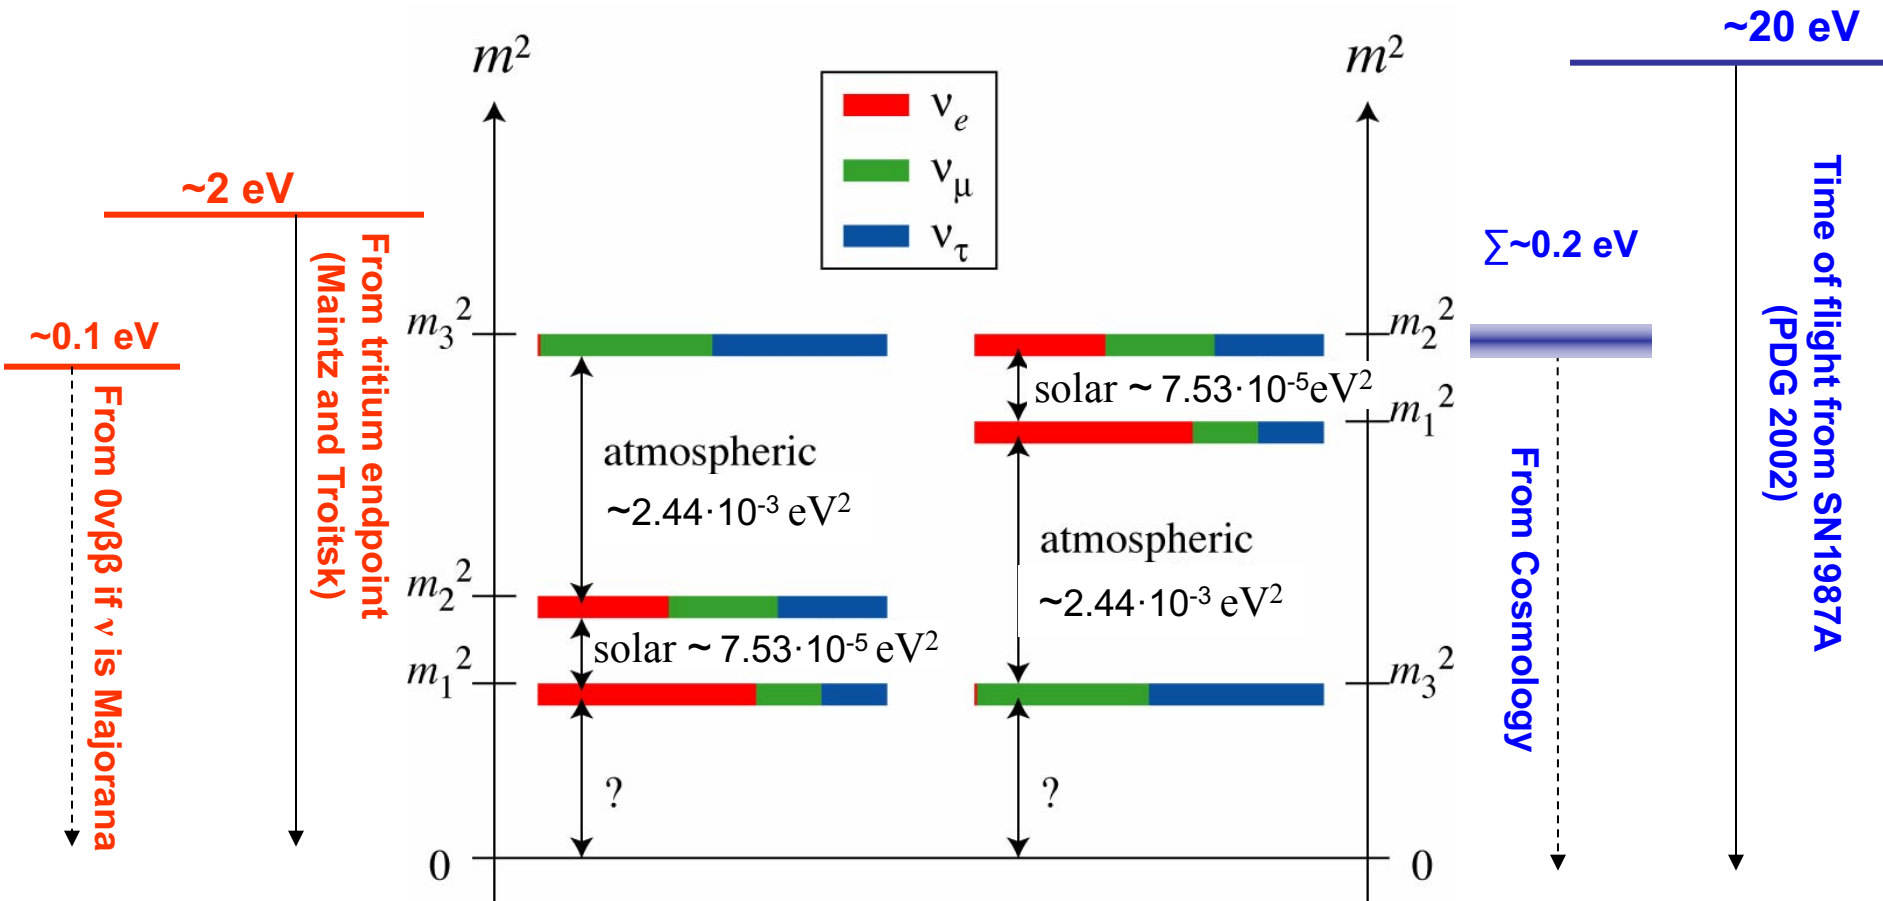 ~20 eV
m²
m²
νe
νμ
ντ
~2 eV
∑~0.2 eV
~0.1 eV
m₃²
m₂²
solar ~ 7.53·10⁻⁵eV²
m₁²
atmospheric
~2.44·10⁻³ eV²
atmospheric
~2.44·10⁻³ eV²
m₂²
solar ~ 7.53·10⁻⁵ eV²
m₁²
m₃²
?
?
0
0
From 0νββ if ν is Majorana
From tritium endpoint
(Maintz and Troitsk)
From Cosmology
Time of flight from SN1987A
(PDG 2002)